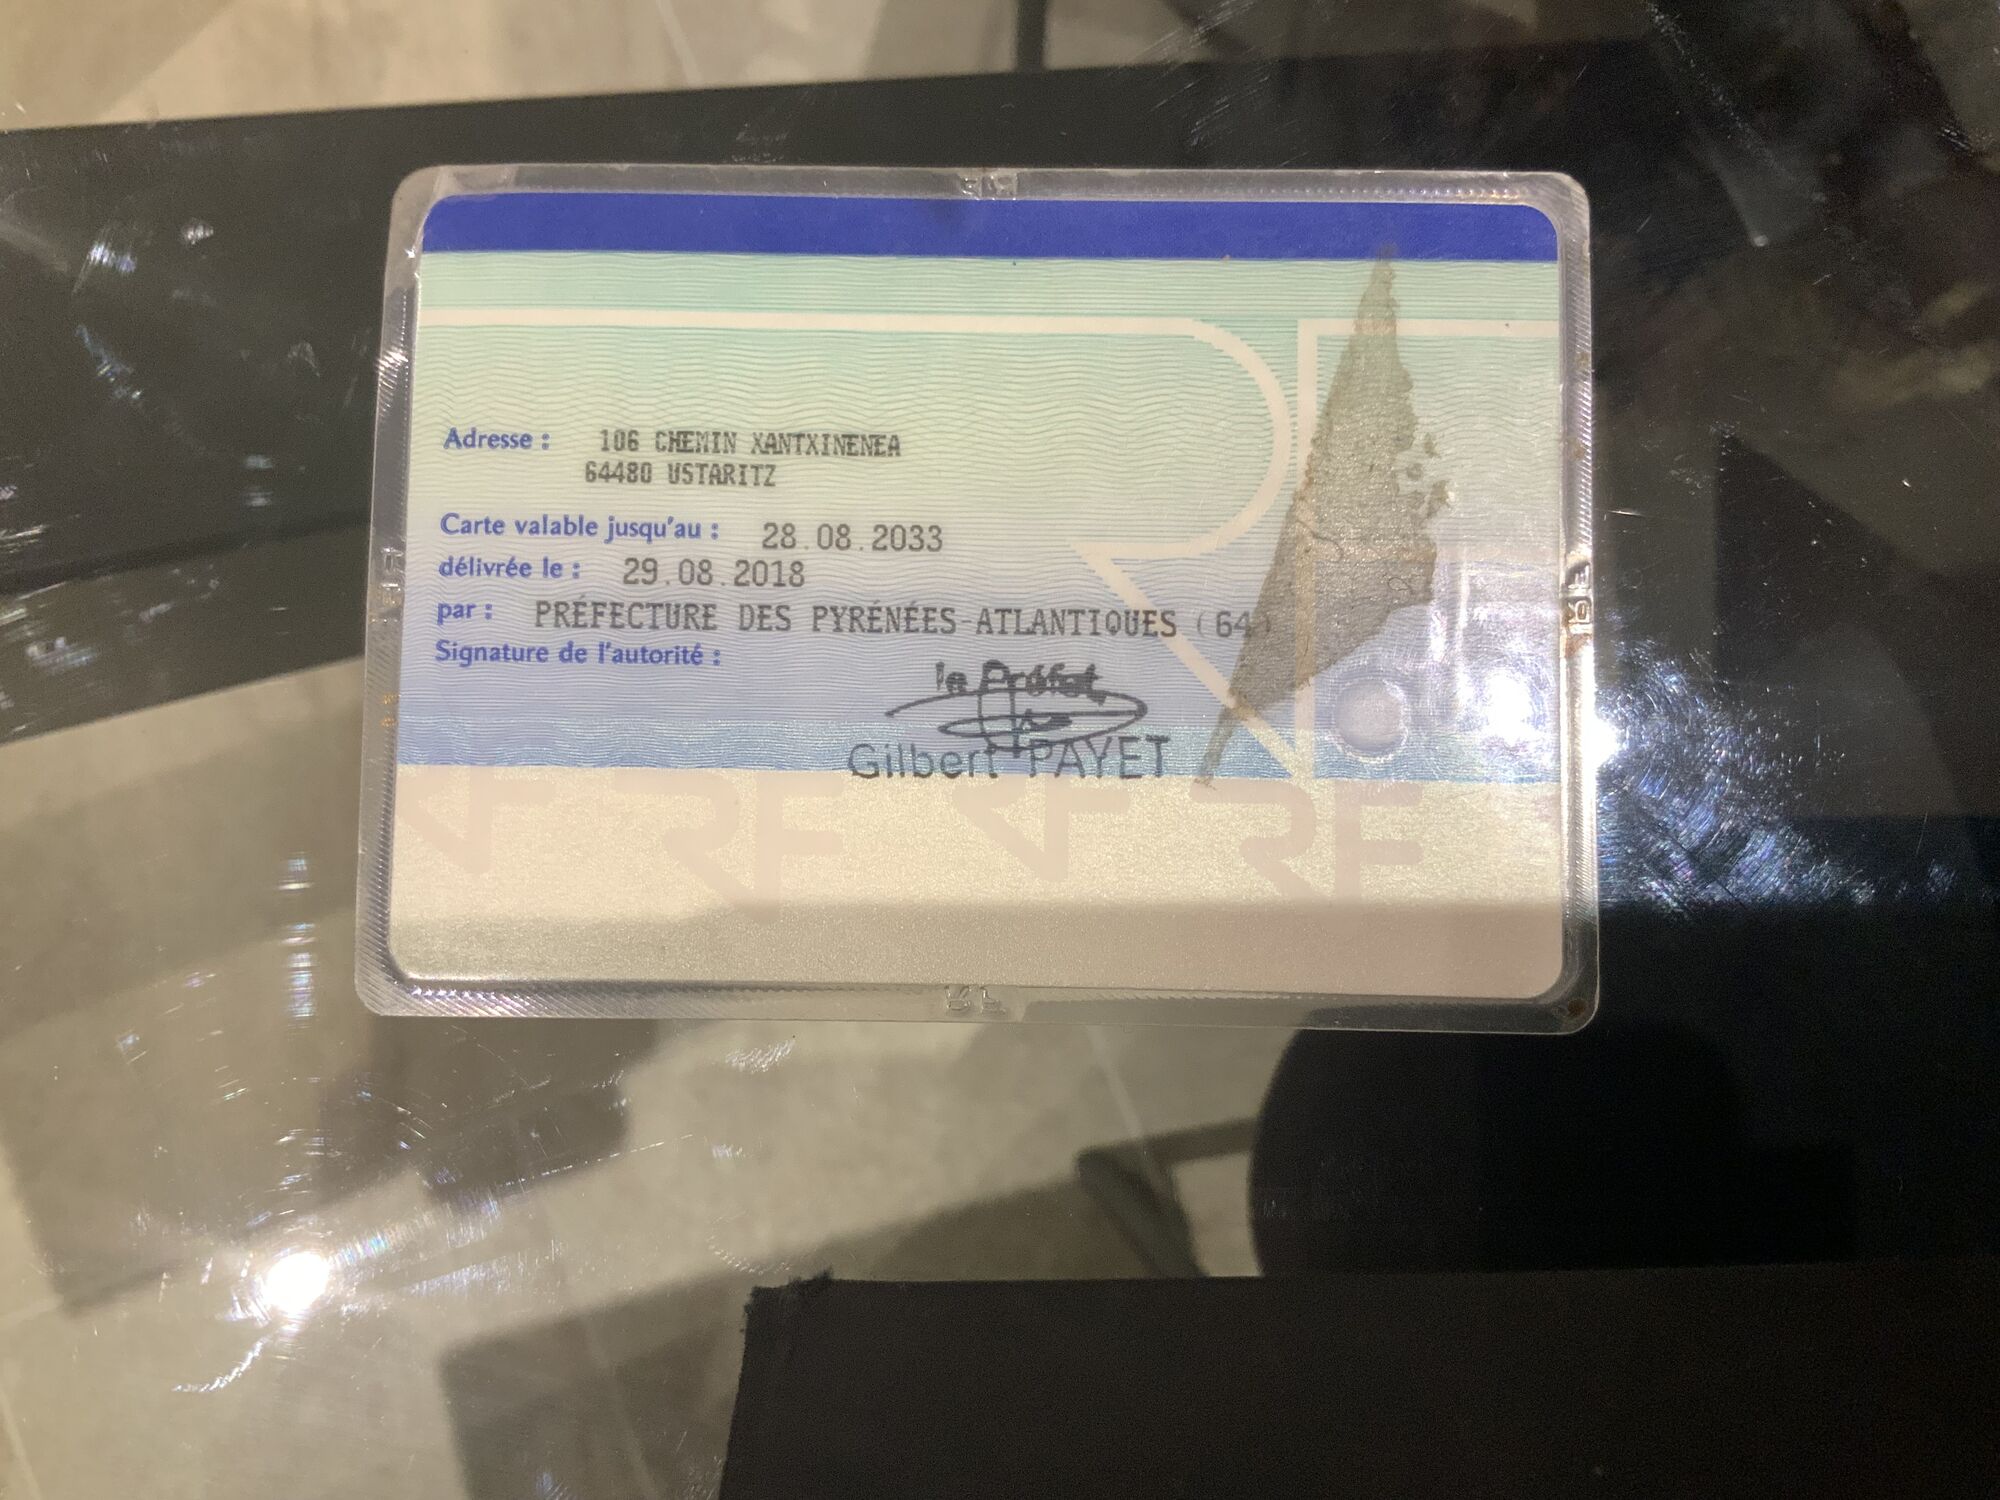 Adresse : 106 CHEMIN XANTXINENEA
64480 USTARITZ
Carte valable jusqu'au : 28.08.2033
délivrée le : 29.08.2018
par : PRÉFECTURE DES PYRÉNÉES-ATLANTIQUES (64)
Signature de l'autorité :
le Préfet
Gilbert PAYET
RF RF RF RF